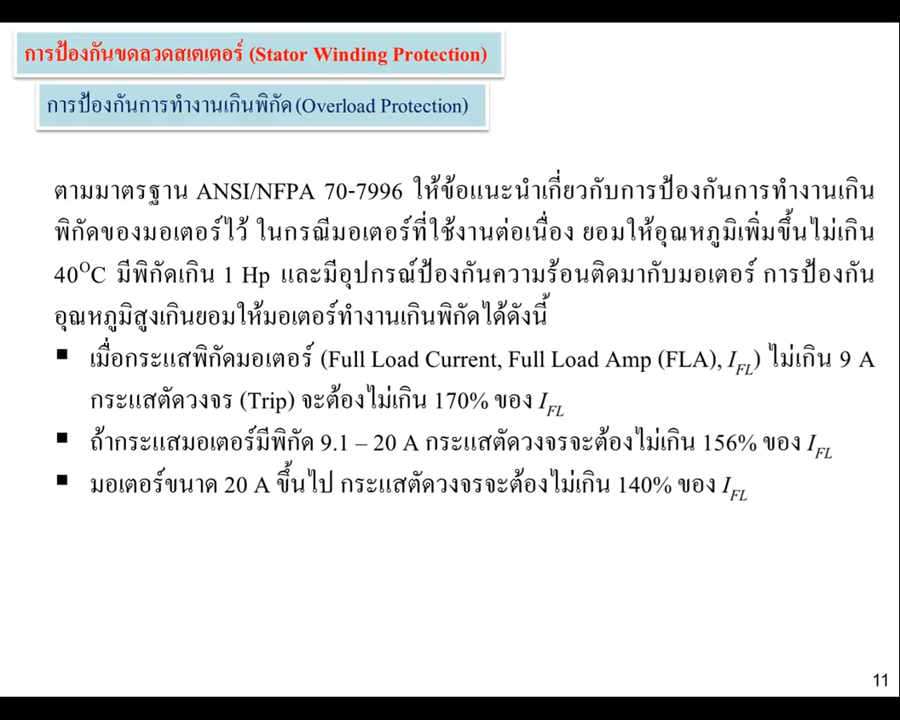 การป้องกันขดลวดสเตเตอร์ (Stator Winding Protection)
การป้องกันการทำงานเกินพิกัด (Overload Protection)
ตามมาตรฐาน ANSI/NFPA 70-7996 ให้ข้อแนะนำเกี่ยวกับการป้องกันการทำงานเกิน
พิกัดของมอเตอร์ไว้ ในกรณีมอเตอร์ที่ใช้งานต่อเนื่อง ยอมให้อุณหภูมิเพิ่มขึ้นไม่เกิน
40ᴼC มีพิกัดเกิน 1 Hp และมีอุปกรณ์ป้องกันความร้อนติดมากับมอเตอร์ การป้องกัน
อุณหภูมิสูงเกินยอมให้มอเตอร์ทำงานเกินพิกัดได้ดังนี้
▪ เมื่อกระแสพิกัดมอเตอร์ (Full Load Current, Full Load Amp (FLA), I_FL) ไม่เกิน 9 A
กระแสตัดวงจร (Trip) จะต้องไม่เกิน 170% ของ I_FL
▪ ถ้ากระแสมอเตอร์มีพิกัด 9.1 – 20 A กระแสตัดวงจรจะต้องไม่เกิน 156% ของ I_FL
▪ มอเตอร์ขนาด 20 A ขึ้นไป กระแสตัดวงจรจะต้องไม่เกิน 140% ของ I_FL
11